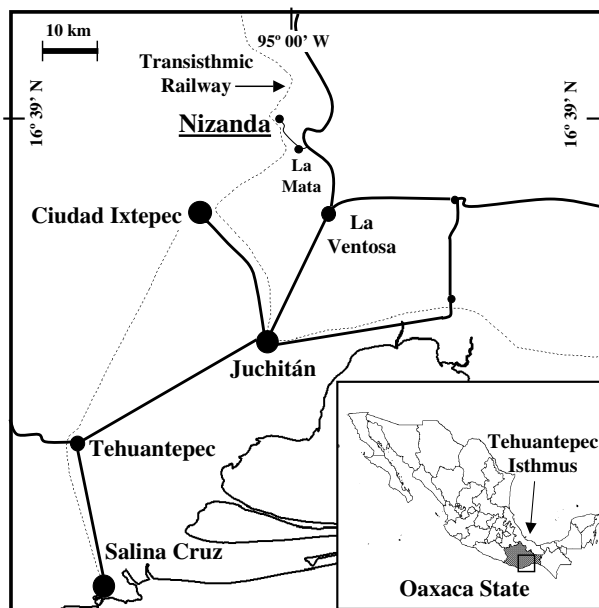 10 km
95º 00' W
Transisthmic
Railway
16º 39' N
16º 39' N
Nizanda
La
Mata
Ciudad Ixtepec
La
Ventosa
Juchitán
Tehuantepec
Salina Cruz
Tehuantepec
Isthmus
Oaxaca State